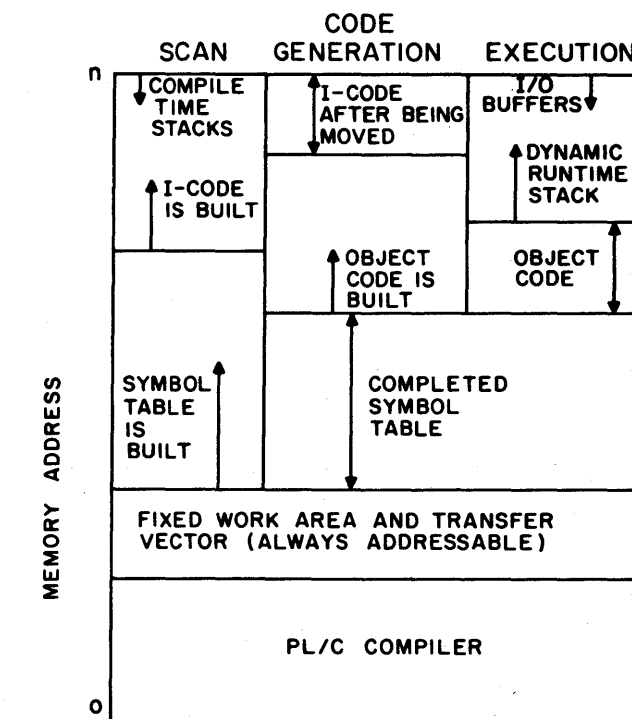 SCAN
CODE
GENERATION
EXECUTION
n
COMPILE
TIME
STACKS
I-CODE
IS BUILT
SYMBOL
TABLE
IS
BUILT
I-CODE
AFTER BEING
MOVED
OBJECT
CODE IS
BUILT
I/O
BUFFERS
DYNAMIC
RUNTIME
STACK
OBJECT
CODE
COMPLETED
SYMBOL
TABLE
FIXED WORK AREA AND TRANSFER
VECTOR (ALWAYS ADDRESSABLE)
PL/C COMPILER
MEMORY ADDRESS
0